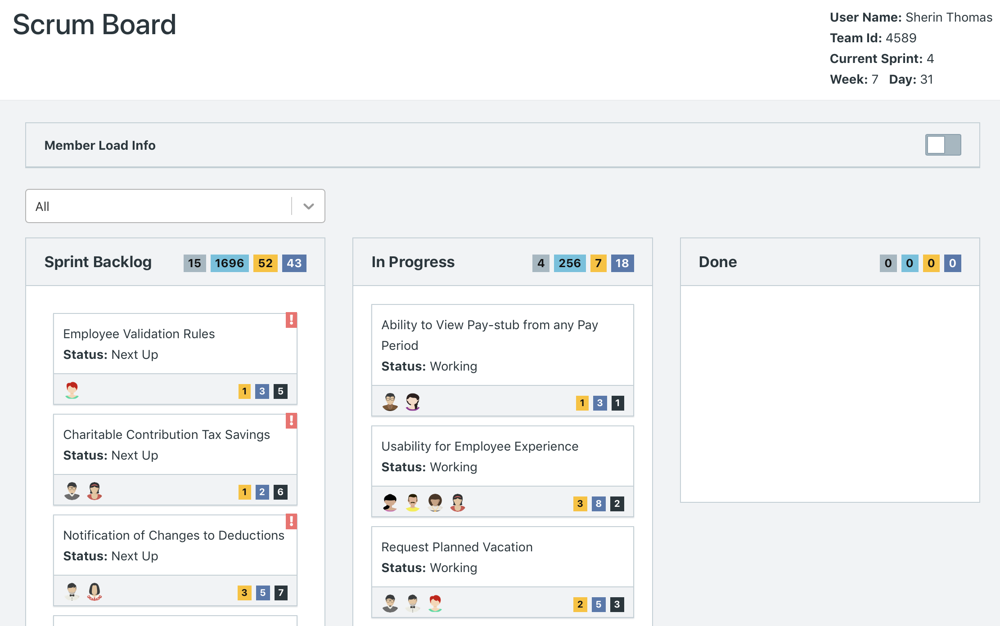 Scrum Board
User Name: Sherin Thomas
Team Id: 4589
Current Sprint: 4
Week: 7 Day: 31
Member Load Info
All
Sprint Backlog 15 1696 52 43
!
Employee Validation Rules
Status: Next Up
1 3 5
!
Charitable Contribution Tax Savings
Status: Next Up
1 2 6
!
Notification of Changes to Deductions
Status: Next Up
3 5 7
In Progress 4 256 7 18
Ability to View Pay-stub from any Pay
Period
Status: Working
1 3 1
Usability for Employee Experience
Status: Working
3 8 2
Request Planned Vacation
Status: Working
2 5 3
Done 0 0 0 0